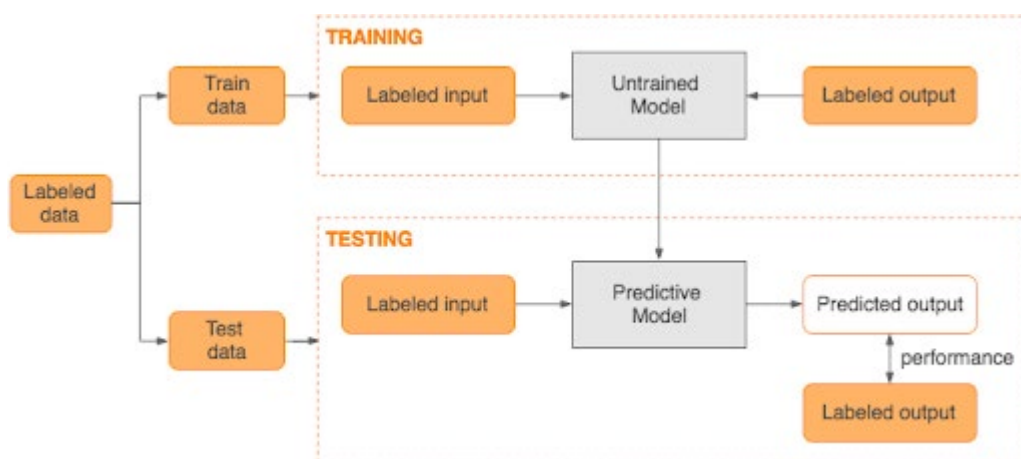 TRAINING
Train
data
Labeled input
Untrained
Model
Labeled output
Labeled
data
TESTING
Labeled input
Predictive
Model
Predicted output
Test
data
performance
Labeled output